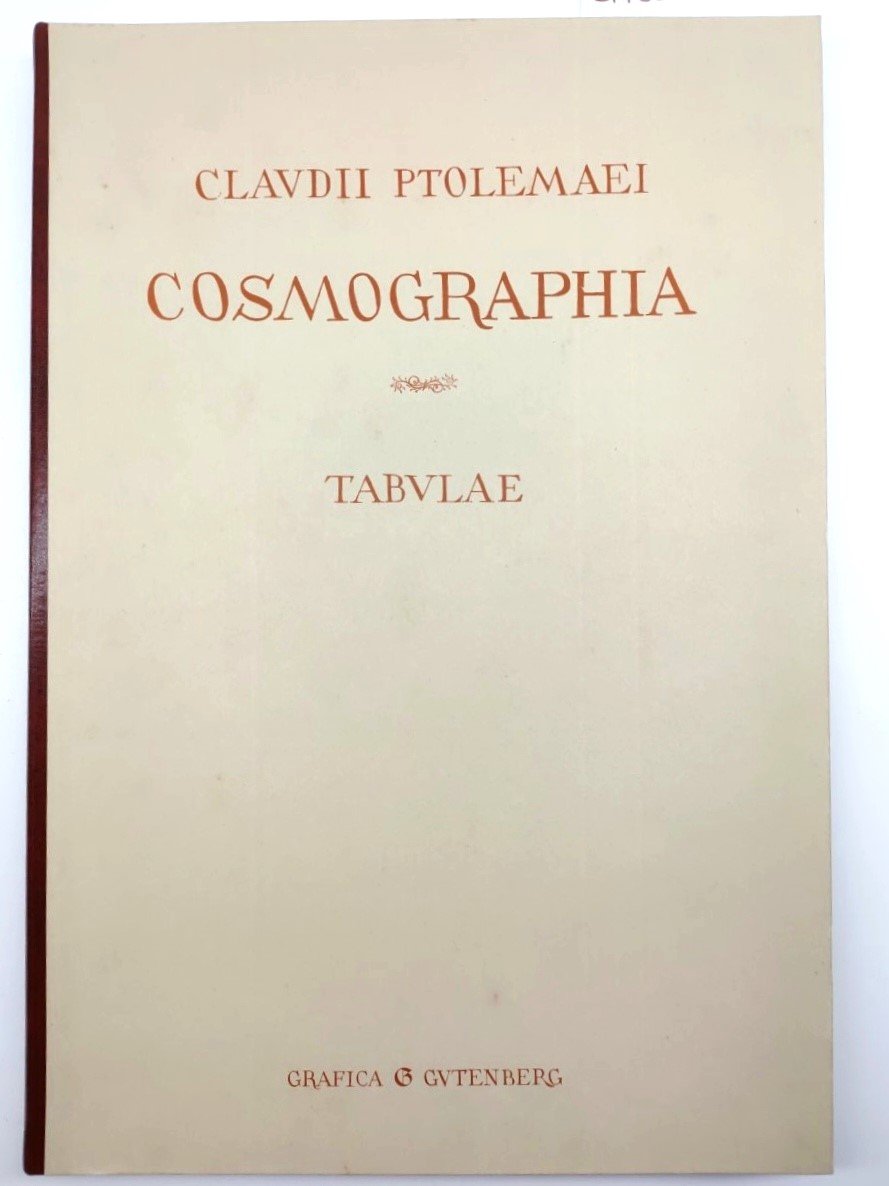 CLAVDII PTOLEMAEI
COSMOGRAPHIA
TABVLAE
GRAFICA G GVTENBERG